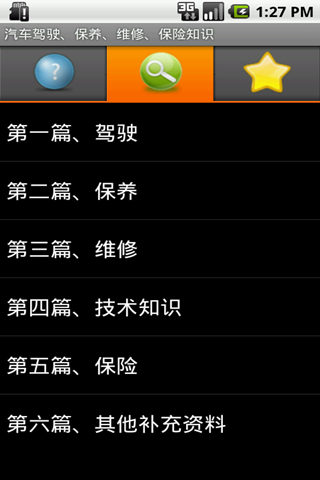 3G
1:27 PM
汽车驾驶、保养、维修、保险知识
?
第一篇、驾驶
第二篇、保养
第三篇、维修
第四篇、技术知识
第五篇、保险
第六篇、其他补充资料